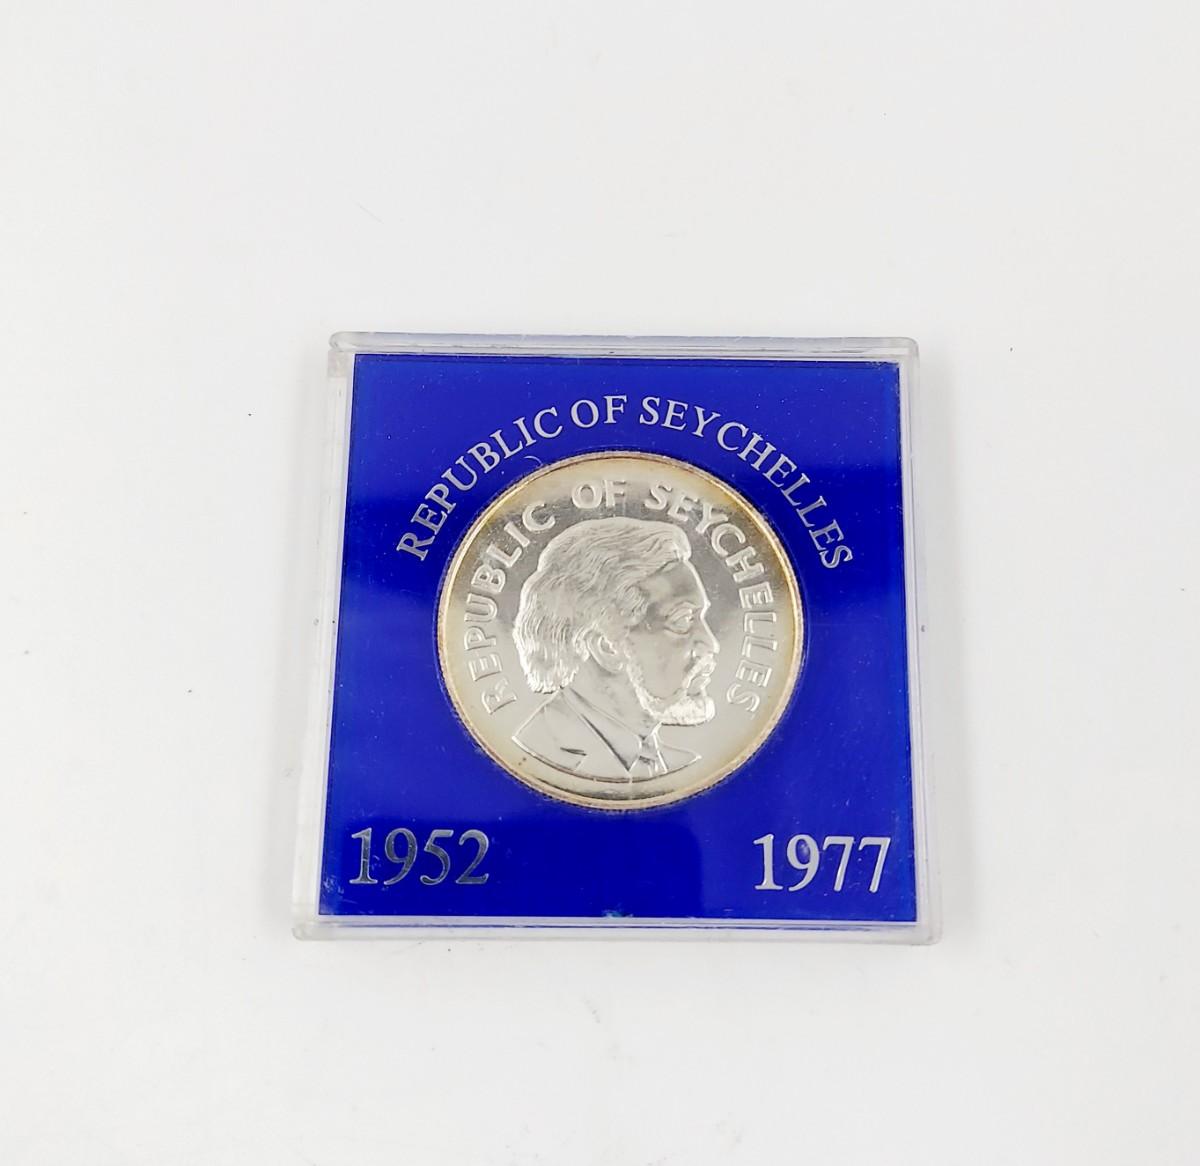 REPUBLIC OF SEYCHELLES
REPUBLIC OF SEYCHELLES
1952 1977